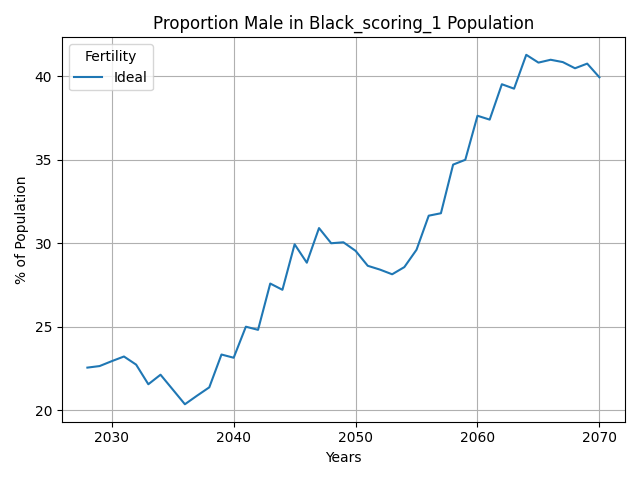 Proportion Male in Black_scoring_1 Population
Fertility
Ideal
% of Population
40
35
30
25
20
2030 2040 2050 2060 2070
Years